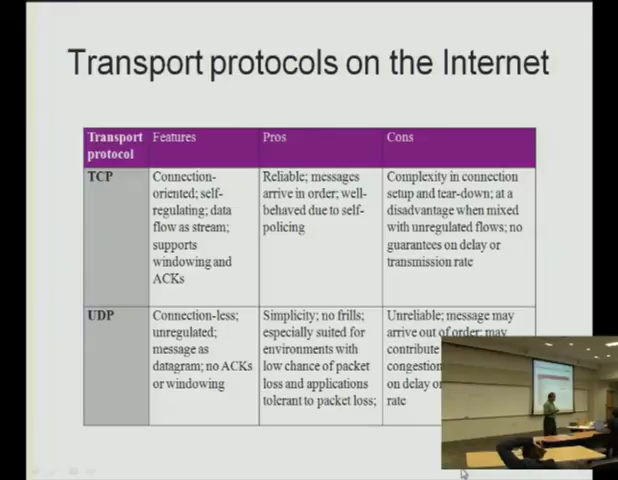 Transport protocols on the Internet
Transport protocol
Features
Pros
Cons
TCP
Connection-
oriented; self-
regulating; data
flow as stream;
supports
windowing and
ACKs
Reliable; messages
arrive in order; well-
behaved due to self-
policing
Complexity in connection
setup and tear-down; at a
disadvantage when mixed
with unregulated flows; no
guarantees on delay or
transmission rate
UDP
Connection-less;
unregulated;
message as
datagram; no ACKs
or windowing
Simplicity; no frills;
especially suited for
environments with
low chance of packet
loss and applications
tolerant to packet loss;
Unreliable; message may
arrive out of order; may
contribute
congestion
on delay or
rate